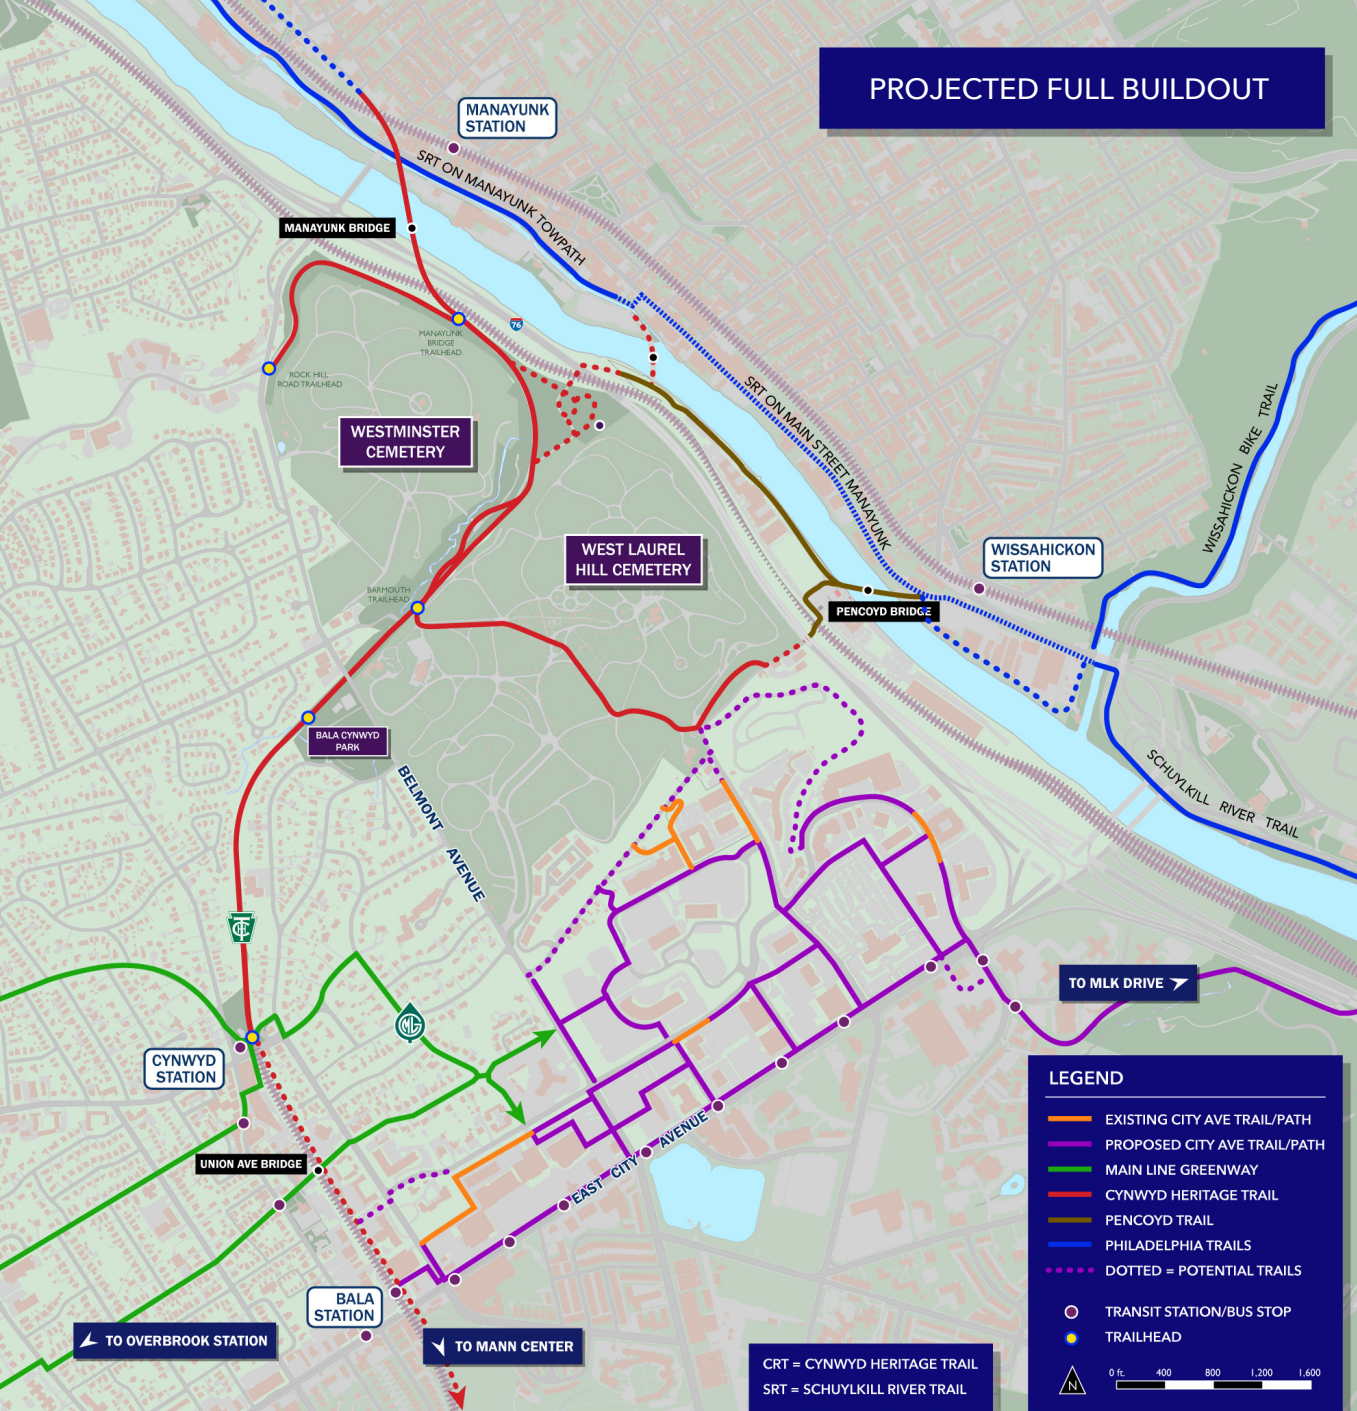 PROJECTED FULL BUILDOUT
MANAYUNK
STATION
SRT ON MANAYUNK TOWPATH
MANAYUNK BRIDGE
76
MANAYUNK
BRIDGE
TRAILHEAD
ROCK HILL
ROAD TRAILHEAD
WESTMINSTER
CEMETERY
SRT ON MAIN STREET MANAYUNK
WISSAHICKON BIKE TRAIL
WEST LAUREL
HILL CEMETERY
WISSAHICKON
STATION
BARMOUTH
TRAILHEAD
PENCOYD BRIDGE
BALA CYNWYD
PARK
BELMONT AVENUE
SCHUYLKILL RIVER TRAIL
TO MLK DRIVE
CYNWYD
STATION
UNION AVE BRIDGE
EAST CITY AVENUE
BALA
STATION
TO OVERBROOK STATION
TO MANN CENTER
LEGEND
EXISTING CITY AVE TRAIL/PATH
PROPOSED CITY AVE TRAIL/PATH
MAIN LINE GREENWAY
CYNWYD HERITAGE TRAIL
PENCOYD TRAIL
PHILADELPHIA TRAILS
DOTTED = POTENTIAL TRAILS
TRANSIT STATION/BUS STOP
TRAILHEAD
N
0 ft. 400 800 1,200 1,600
CRT = CYNWYD HERITAGE TRAIL
SRT = SCHUYLKILL RIVER TRAIL